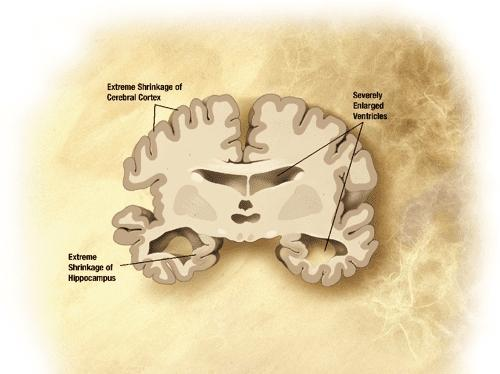 Extreme Shrinkage of
Cerebral Cortex
Severely
Enlarged
Ventricles
Extreme
Shrinkage of
Hippocampus